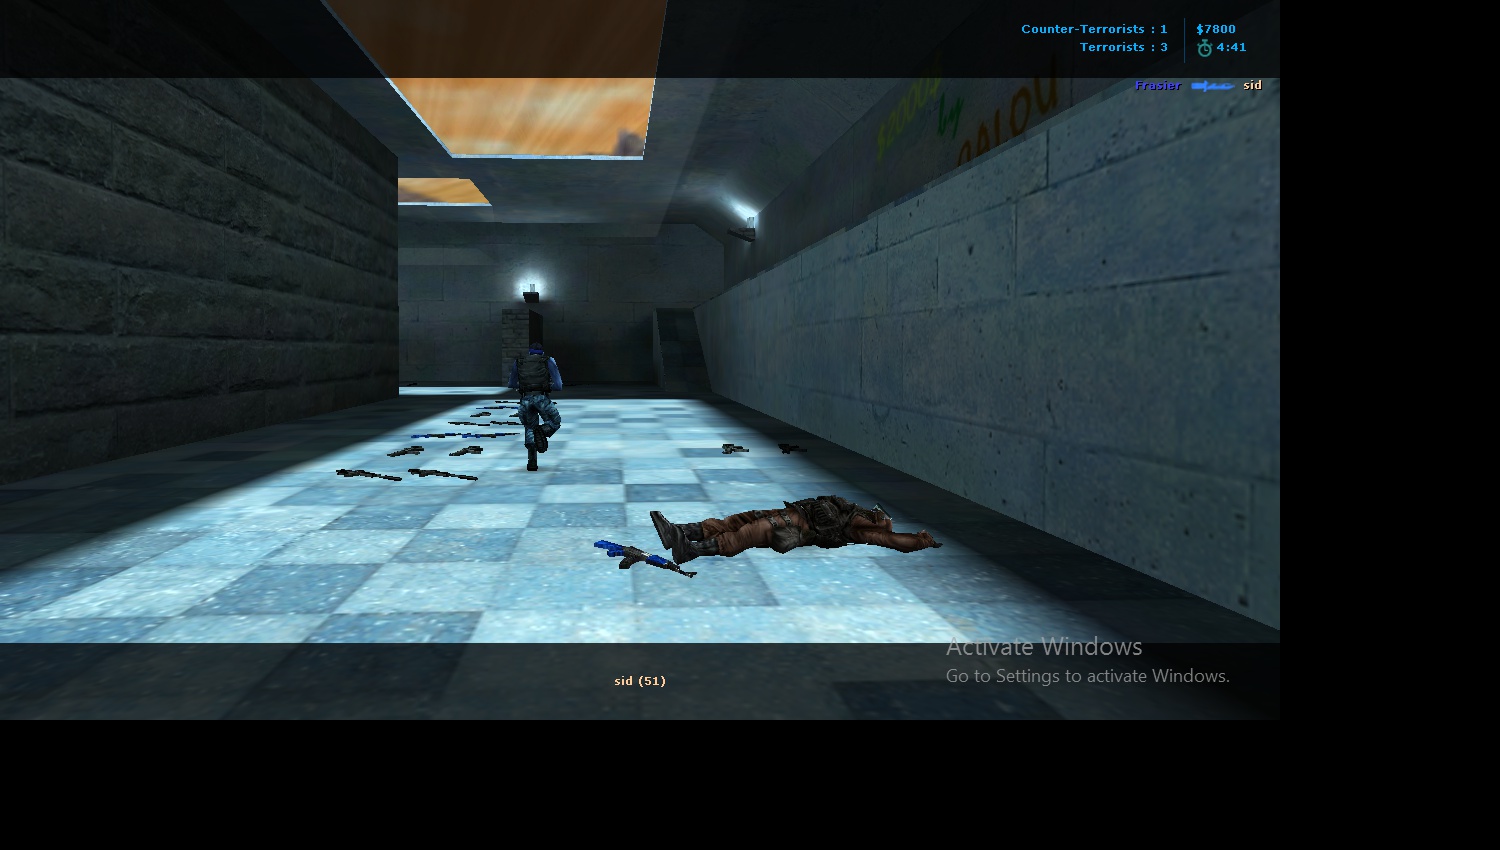 Counter-Terrorists : 1
$7800
Terrorists : 3
4:41
Frasier sid
by
sid (51)
Activate Windows
Go to Settings to activate Windows.